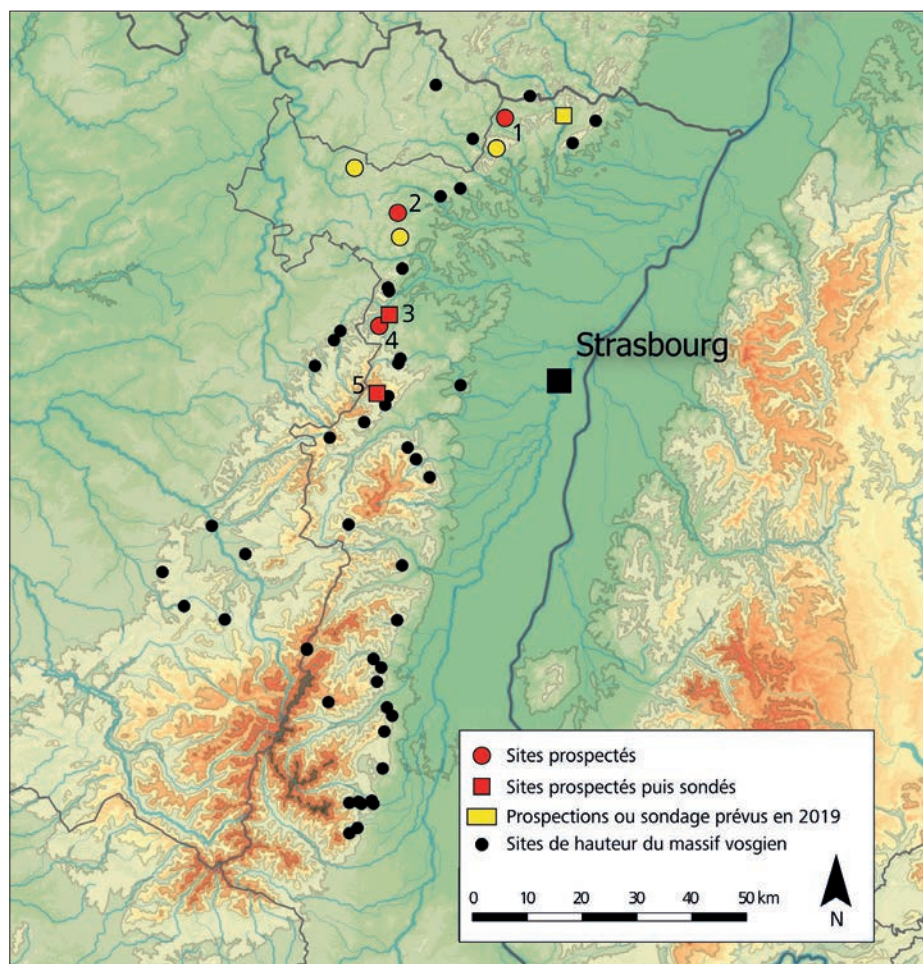 1
2
3
4
Strasbourg
5
Sites prospectés
Sites prospectés puis sondés
Prospections ou sondage prévus en 2019
Sites de hauteur du massif vosgien
0 10 20 30 40 50 km
N